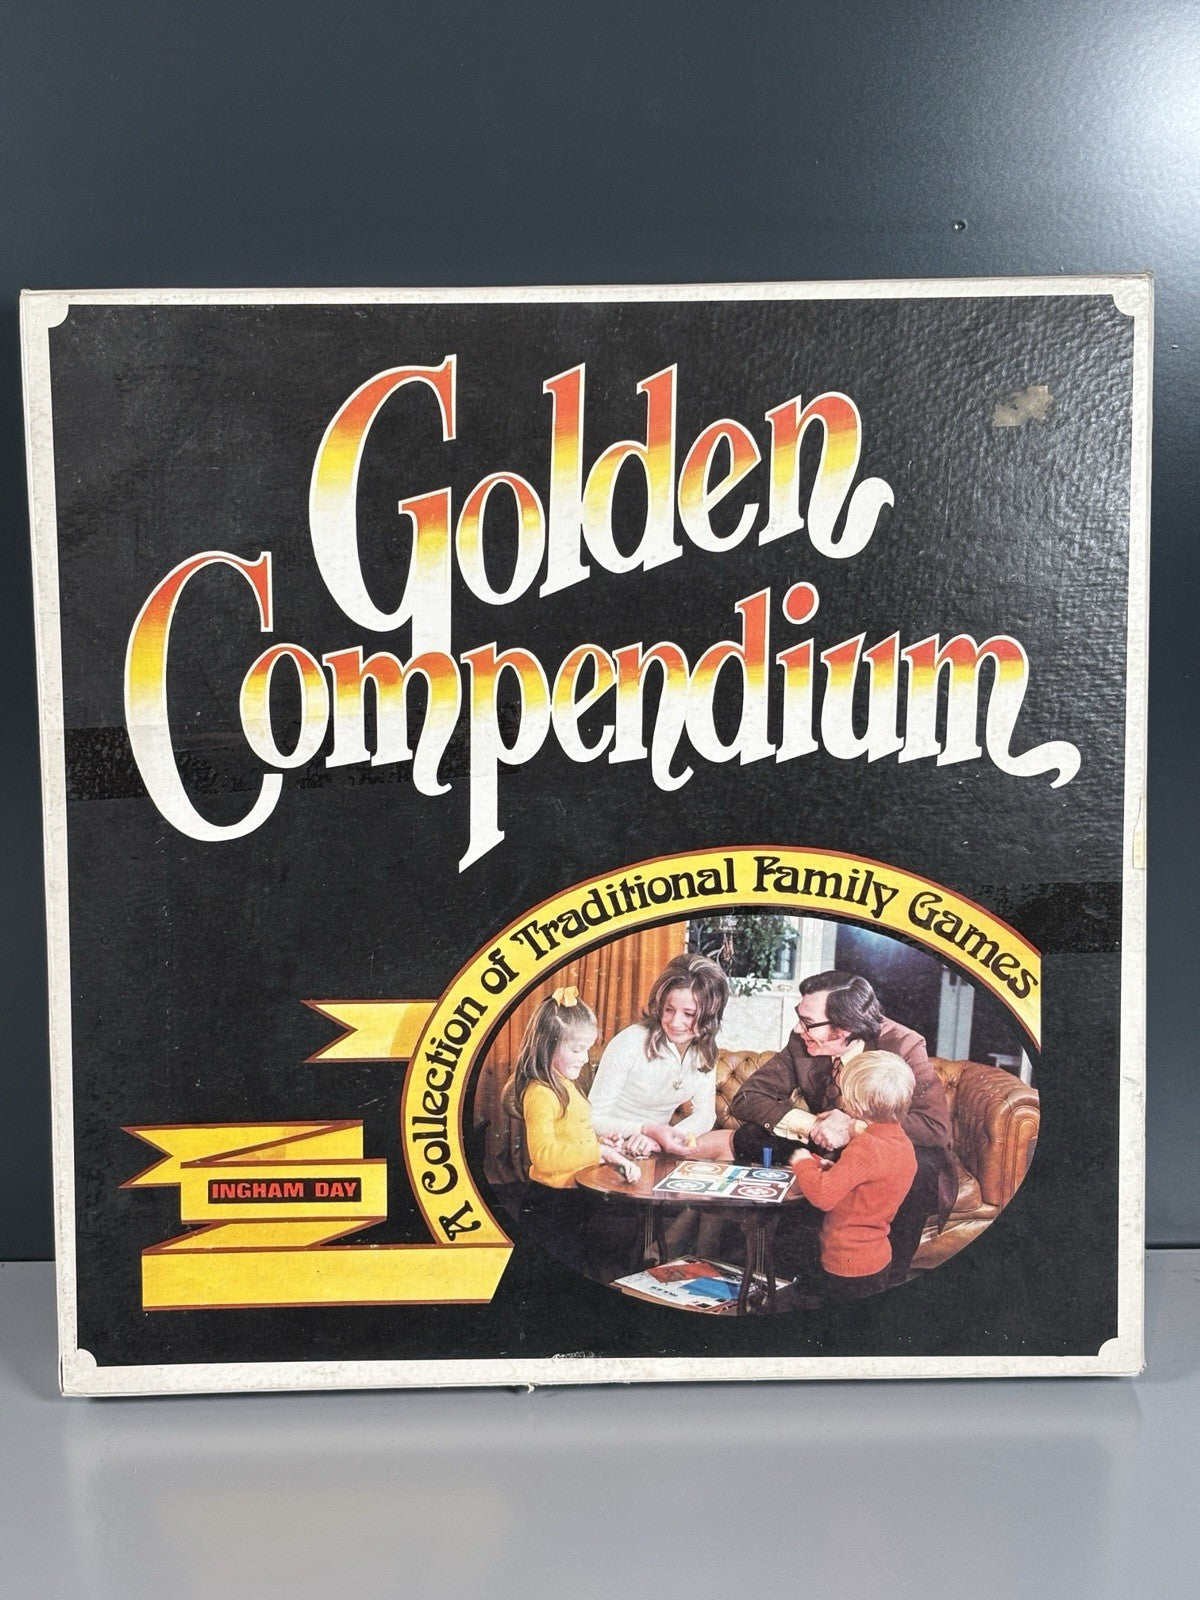 Golden
Compendium
A Collection of Traditional Family Games
INGHAM DAY